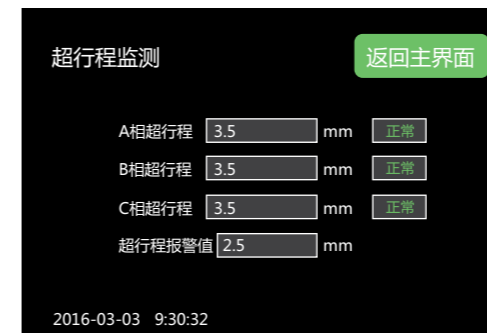 超行程监测 返回主界面
A相超行程 3.5 mm 正常
B相超行程 3.5 mm 正常
C相超行程 3.5 mm 正常
超行程报警值 2.5 mm
2016-03-03 9:30:32